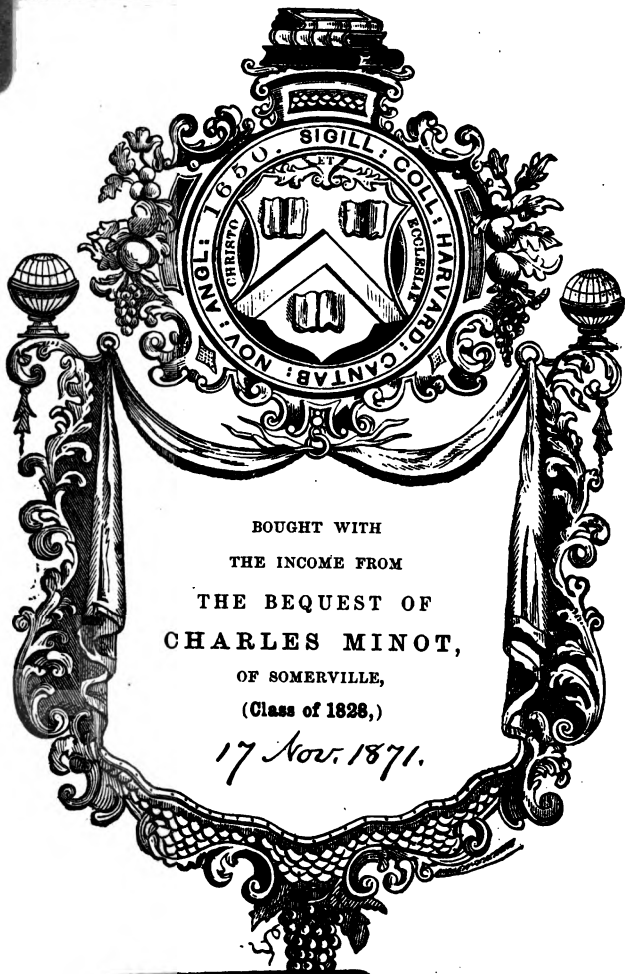 SIGILL: COLL: HARVARD: CANTAB: NOV: ANGL: 1650.
ET
CHRISTO
ECCLESIAE
BOUGHT WITH
THE INCOME FROM
THE BEQUEST OF
CHARLES MINOT,
OF SOMERVILLE,
(Class of 1828,)
17 Nov. 1871.